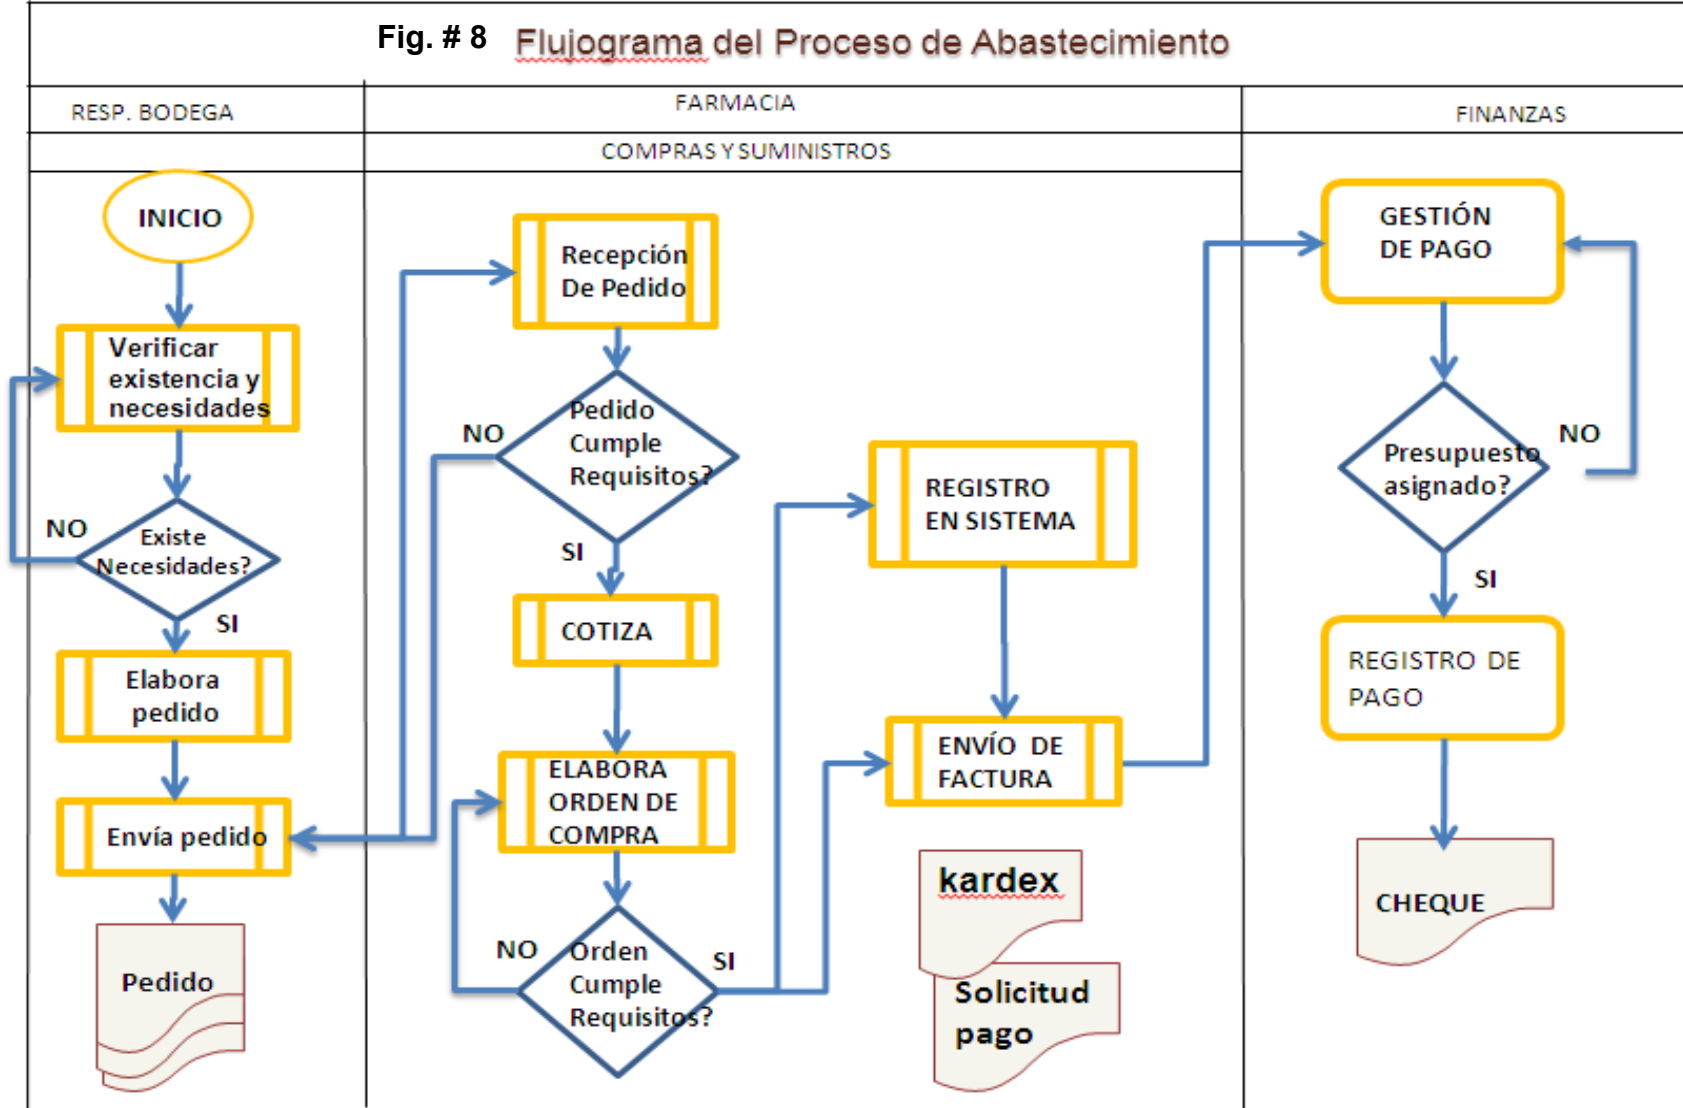 Fig. # 8 Flujograma del Proceso de Abastecimiento
RESP. BODEGA
FARMACIA
FINANZAS
COMPRAS Y SUMINISTROS
INICIO
Verificar
existencia y
necesidades
NO
Existe
Necesidades?
SI
Elabora
pedido
Envía pedido
Pedido
Recepción
De Pedido
NO
Pedido
Cumple
Requisitos?
SI
COTIZA
ELABORA
ORDEN DE
COMPRA
NO
Orden
Cumple
Requisitos?
SI
REGISTRO
EN SISTEMA
ENVÍO DE
FACTURA
kardex
Solicitud
pago
GESTIÓN
DE PAGO
Presupuesto
asignado?
NO
SI
REGISTRO DE
PAGO
CHEQUE